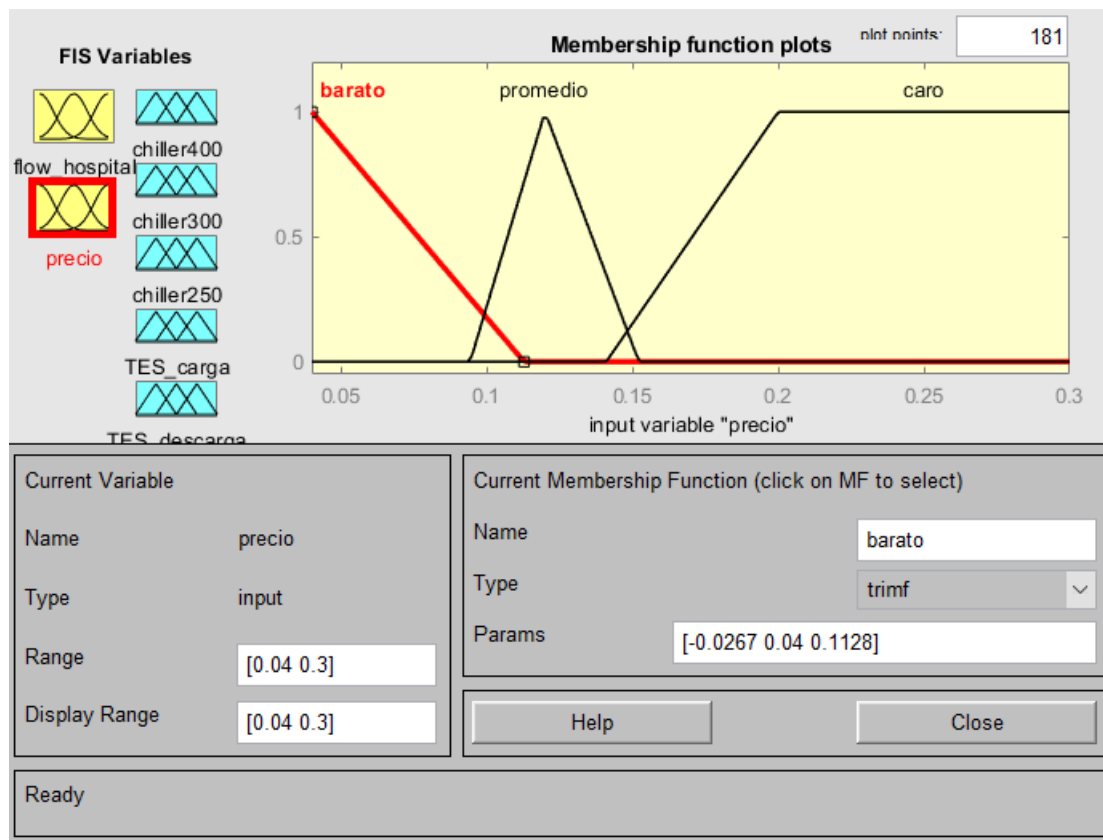 FIS Variables
flow_hospital
precio
chiller400
chiller300
chiller250
TES_carga
TES_descarga
Membership function plots
plot points:
181
barato
promedio
caro
1
0.5
0
0.05
0.1
0.15
0.2
0.25
0.3
input variable "precio"
Current Variable
Name
precio
Type
input
Range
[0.04 0.3]
Display Range
[0.04 0.3]
Current Membership Function (click on MF to select)
Name
barato
Type
trimf
Params
[-0.0267 0.04 0.1128]
Help
Close
Ready